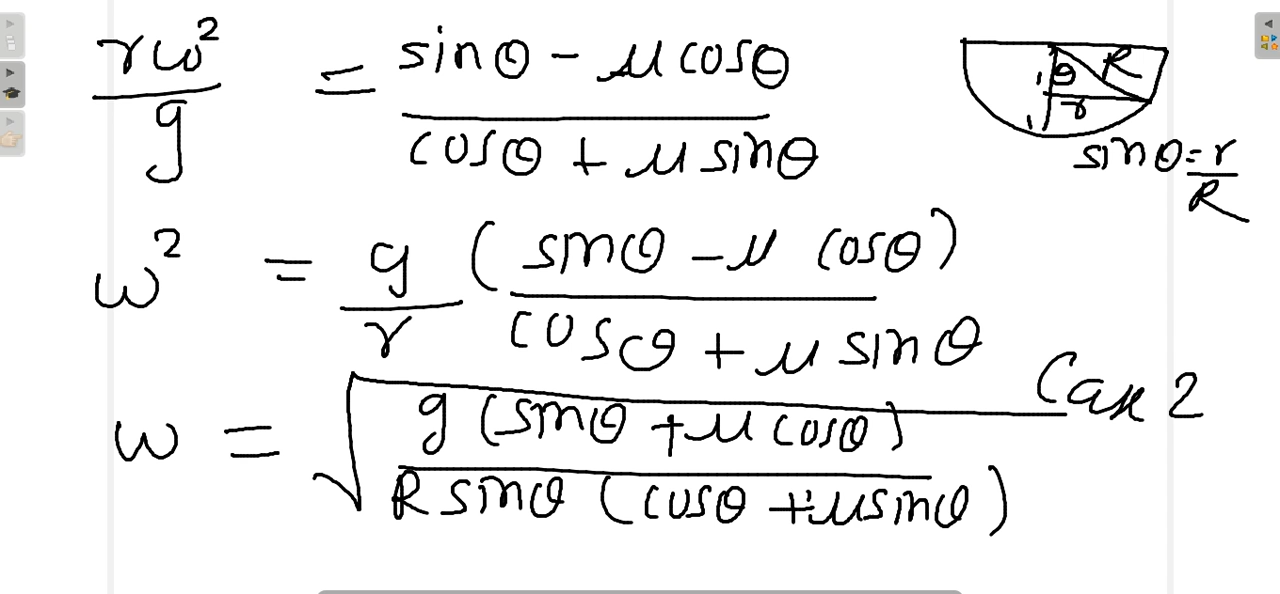 rω² / g = sinθ - μ cosθ / cosθ + μ sinθ
θ R r
sinθ = r / R
ω² = g / r (sinθ - μ cosθ) / cosθ + μ sinθ
Case 2
ω = √ g (sinθ + μ cosθ) / R sinθ (cosθ + μ sinθ)